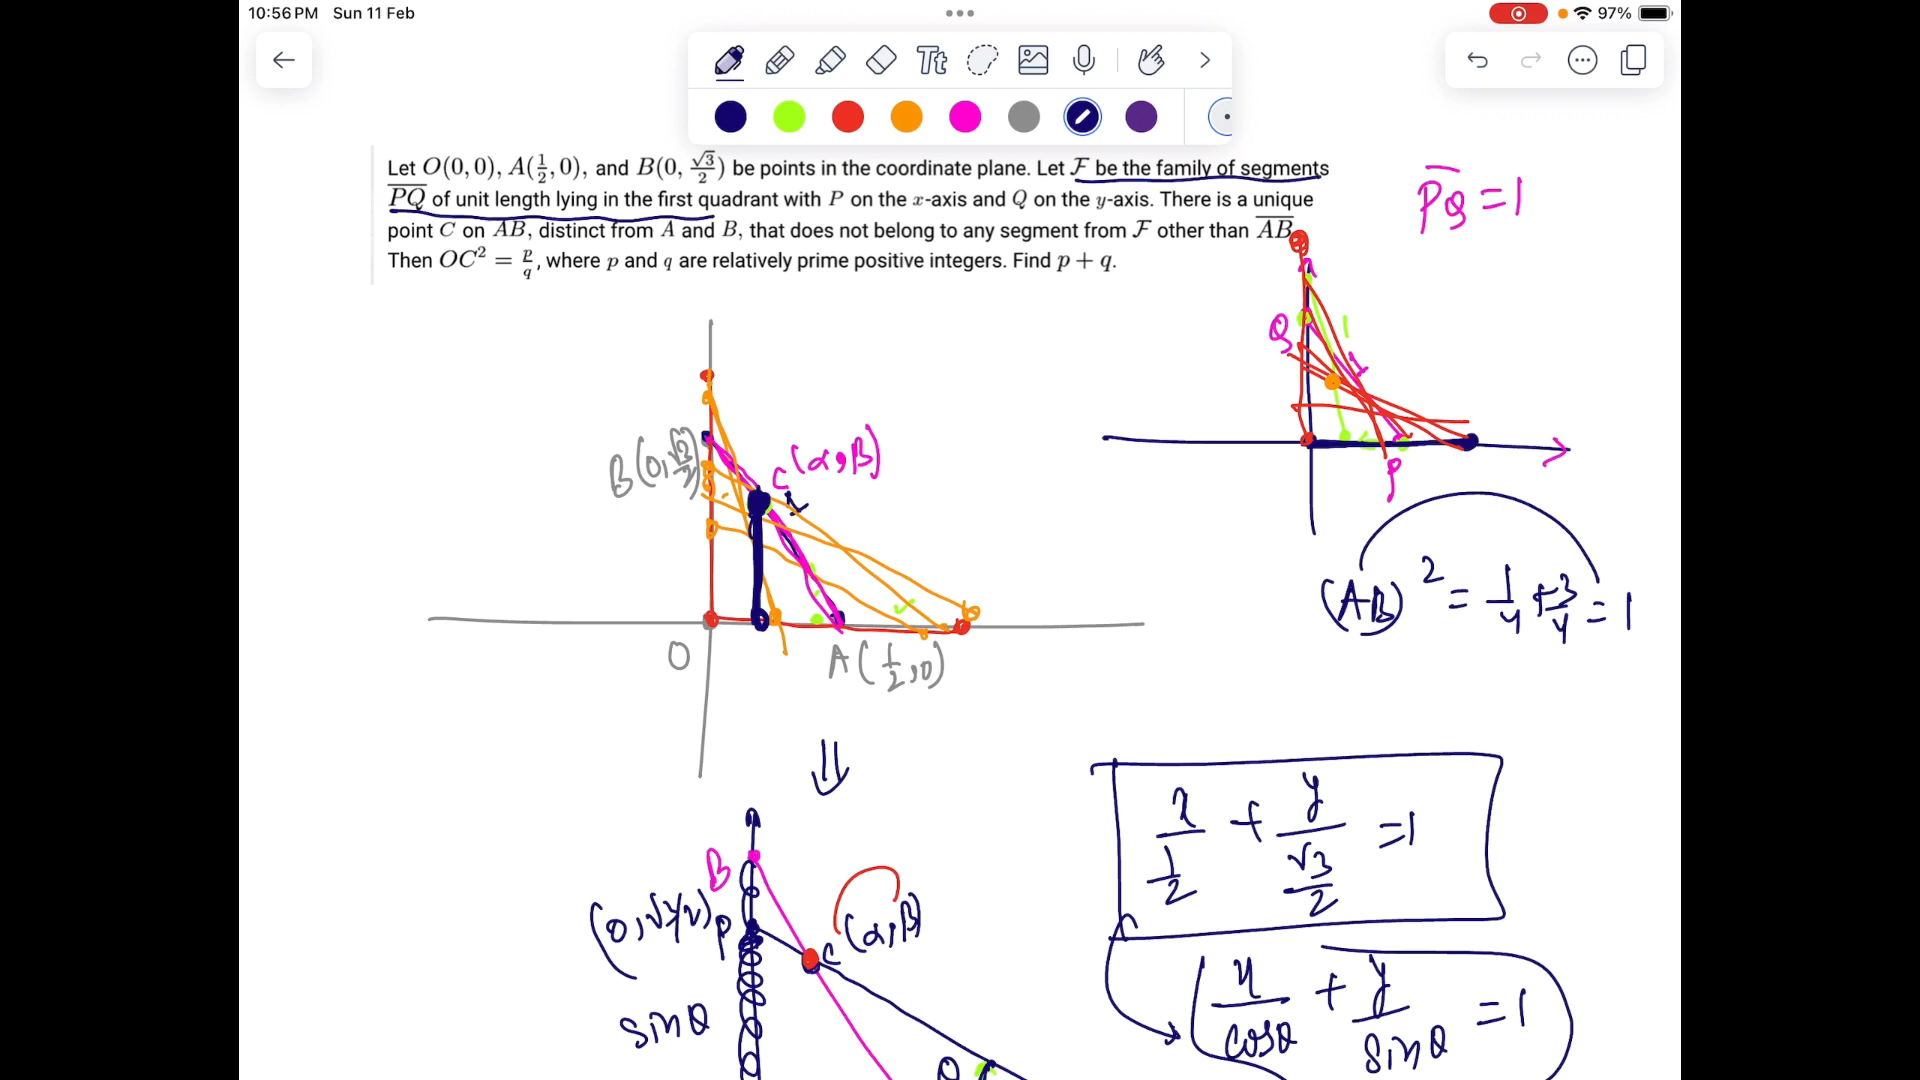 10:56 PM Sun 11 Feb
97%
Tt
Let O(0, 0), A(1/2, 0), and B(0, √3/2) be points in the coordinate plane. Let F be the family of segments
PQ of unit length lying in the first quadrant with P on the x-axis and Q on the y-axis. There is a unique
point C on AB, distinct from A and B, that does not belong to any segment from F other than AB.
Then OC² = p/q, where p and q are relatively prime positive integers. Find p + q.
PQ = 1
Q
1
P
B(0, √3/2)
C(α, β)
O
A(1/2, 0)
(AB)² = 1/4 + 3/4 = 1
x/(1/2) + y/(√3/2) = 1
B
P
C (α, β)
sinθ
x/cosθ + y/sinθ = 1
θ